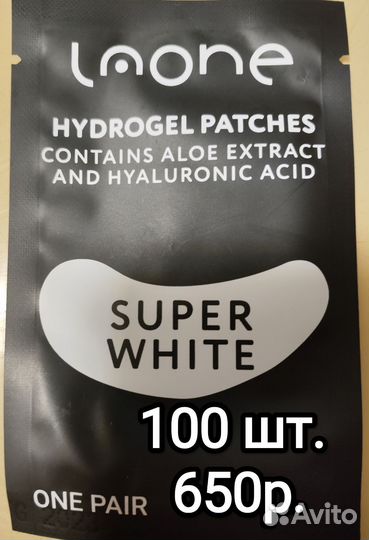 Laone
HYDROGEL PATCHES
CONTAINS ALOE EXTRACT
AND HYALURONIC ACID
SUPER
WHITE
100 шт.
ONE PAIR 650р.
Avito